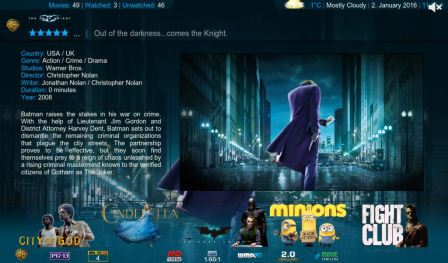 Movies: 49 | Watched: 3 | Unwatched: 46
1°C | Mostly Cloudy | 2. January 2016 | 1
THE DARK KNIGHT
... | Out of the darkness...comes the Knight.
Country: USA / UK
Genre: Action / Crime / Drama
Studios: Warner Bros.
Director: Christopher Nolan
Writer: Jonathan Nolan / Christopher Nolan
Duration: 0 minutes
Year: 2008
Batman raises the stakes in his war on crime.
With the help of Lieutenant Jim Gordon and
District Attorney Harvey Dent, Batman sets out to
dismantle the remaining criminal organizations
that plague the city streets. The partnership
proves to be effective, but they soon find
themselves prey to a reign of chaos unleashed by
a rising criminal mastermind known to the terrified
citizens of Gotham as The Joker.
CITY of GOD
CINDERELLA
minions
FIGHT
CLUB
PG-13
4
1.66:1
WMA
2.0
MOVIE